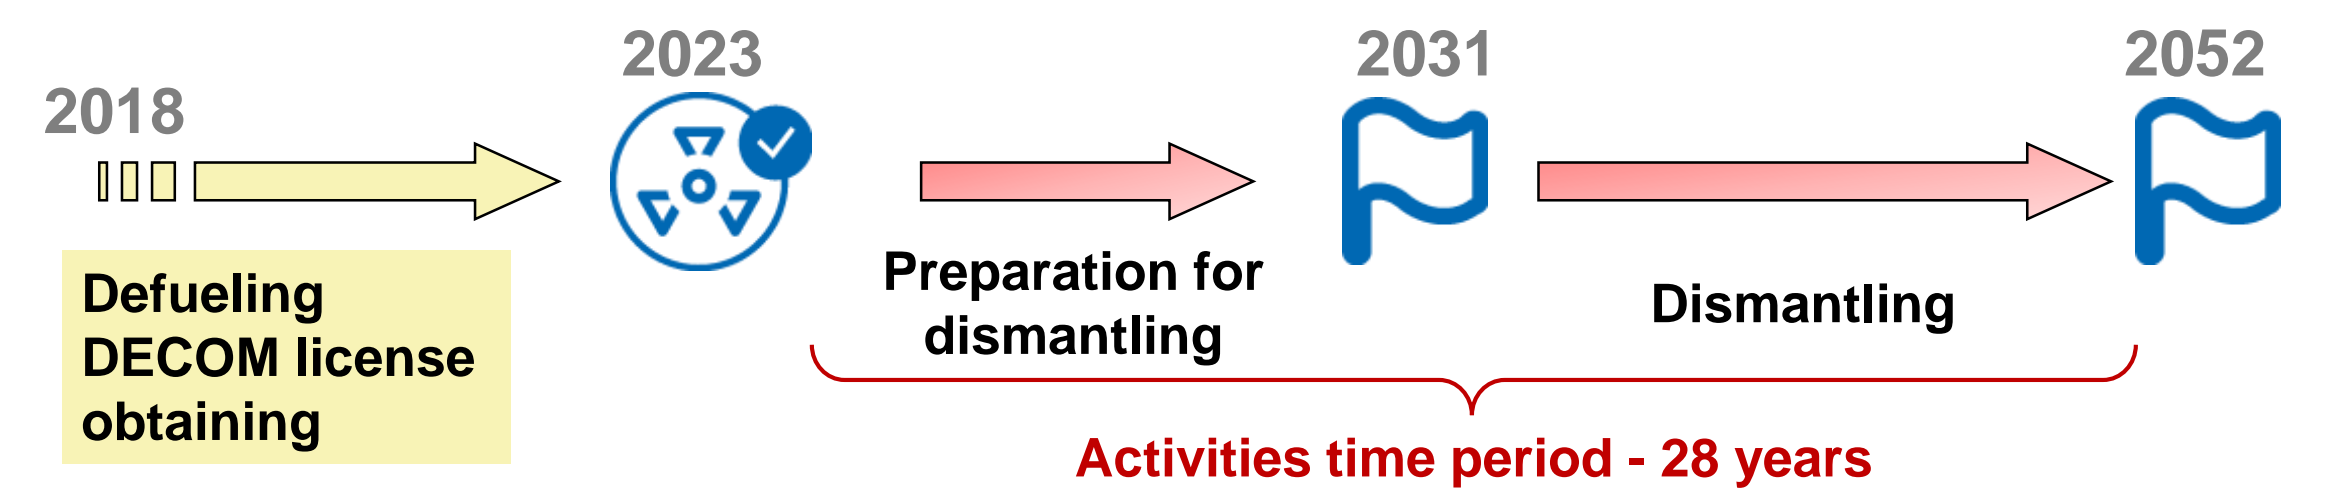 2018
2023
2031
2052
Defueling
DECOM license
obtaining
Preparation for
dismantling
Dismantling
Activities time period - 28 years